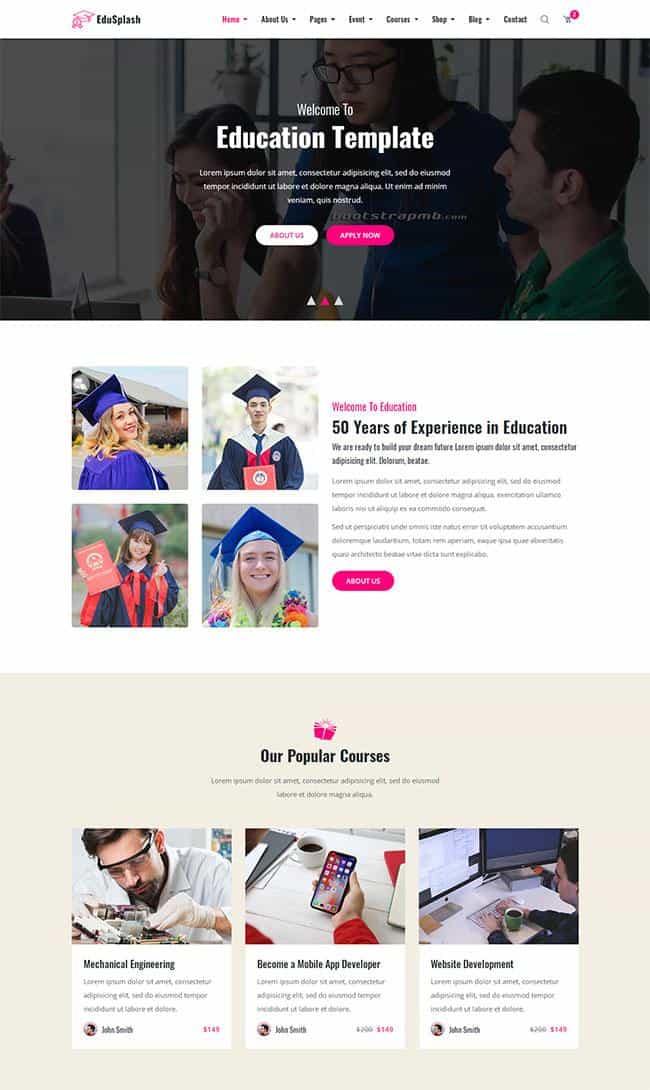 EduSplash
Home About Us Pages Event Courses Shop Blog Contact
2
Welcome To
Education Template
Lorem ipsum dolor sit amet, consectetur adipisicing elit, sed do eiusmod
tempor incididunt ut labore et dolore magna aliqua. Ut enim ad minim
veniam, quis nostrud.
bootstrapmb.com
ABOUT US APPLY NOW
Welcome To Education
50 Years of Experience in Education
We are ready to build your dream future Lorem ipsum dolor sit amet, consectetur
adipisicing elit. Dolorum, beatae.
Lorem ipsum dolor sit amet, consectetur adipisicing elit, sed do eiusmod
tempor incididunt ut labore et dolore magna aliqua, exercitation ullamco
laboris nisi ut aliquip ex ea commodo consequat.
Sed ut perspiciatis unde omnis iste natus error sit voluptatem accusantium
doloremque laudantium, totam rem aperiam, eaque ipsa quae abveritatis
quasi architecto beatae vitae dicta sunt explicabo.
ABOUT US
Our Popular Courses
Lorem ipsum dolor sit amet, consectetur adipisicing elit, sed do eiusmod
labore et dolore magna aliqua.
Mechanical Engineering
Lorem ipsum dolor sit amet, consectetur
adipisicing elit, sed do eiusmod tempor
incididunt ut labore et dolore.
John Smith $149
Become a Mobile App Developer
Lorem ipsum dolor sit amet, consectetur
adipisicing elit, sed do eiusmod tempor
incididunt ut labore et dolore.
John Smith $200 $149
Website Development
Lorem ipsum dolor sit amet, consectetur
adipisicing elit, sed do eiusmod tempor
incididunt ut labore et dolore.
John Smith $200 $149